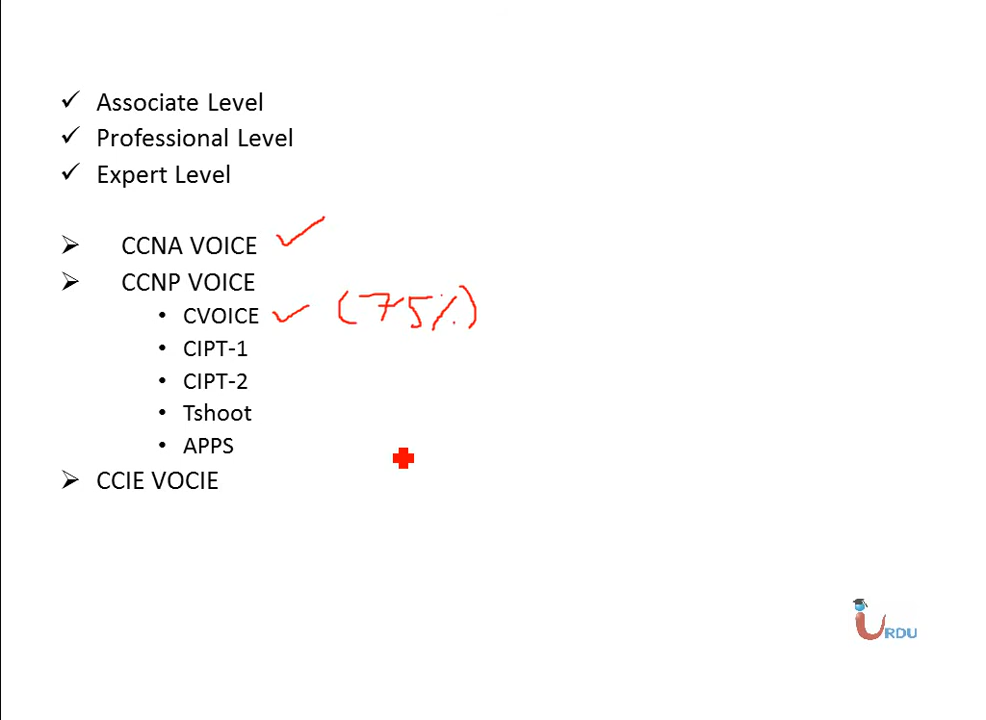 ✓ Associate Level
✓ Professional Level
✓ Expert Level
➢ CCNA VOICE ✓
➢ CCNP VOICE
• CVOICE ✓ (75%)
• CIPT-1
• CIPT-2
• Tshoot
• APPS
➢ CCIE VOCIE
iURDU